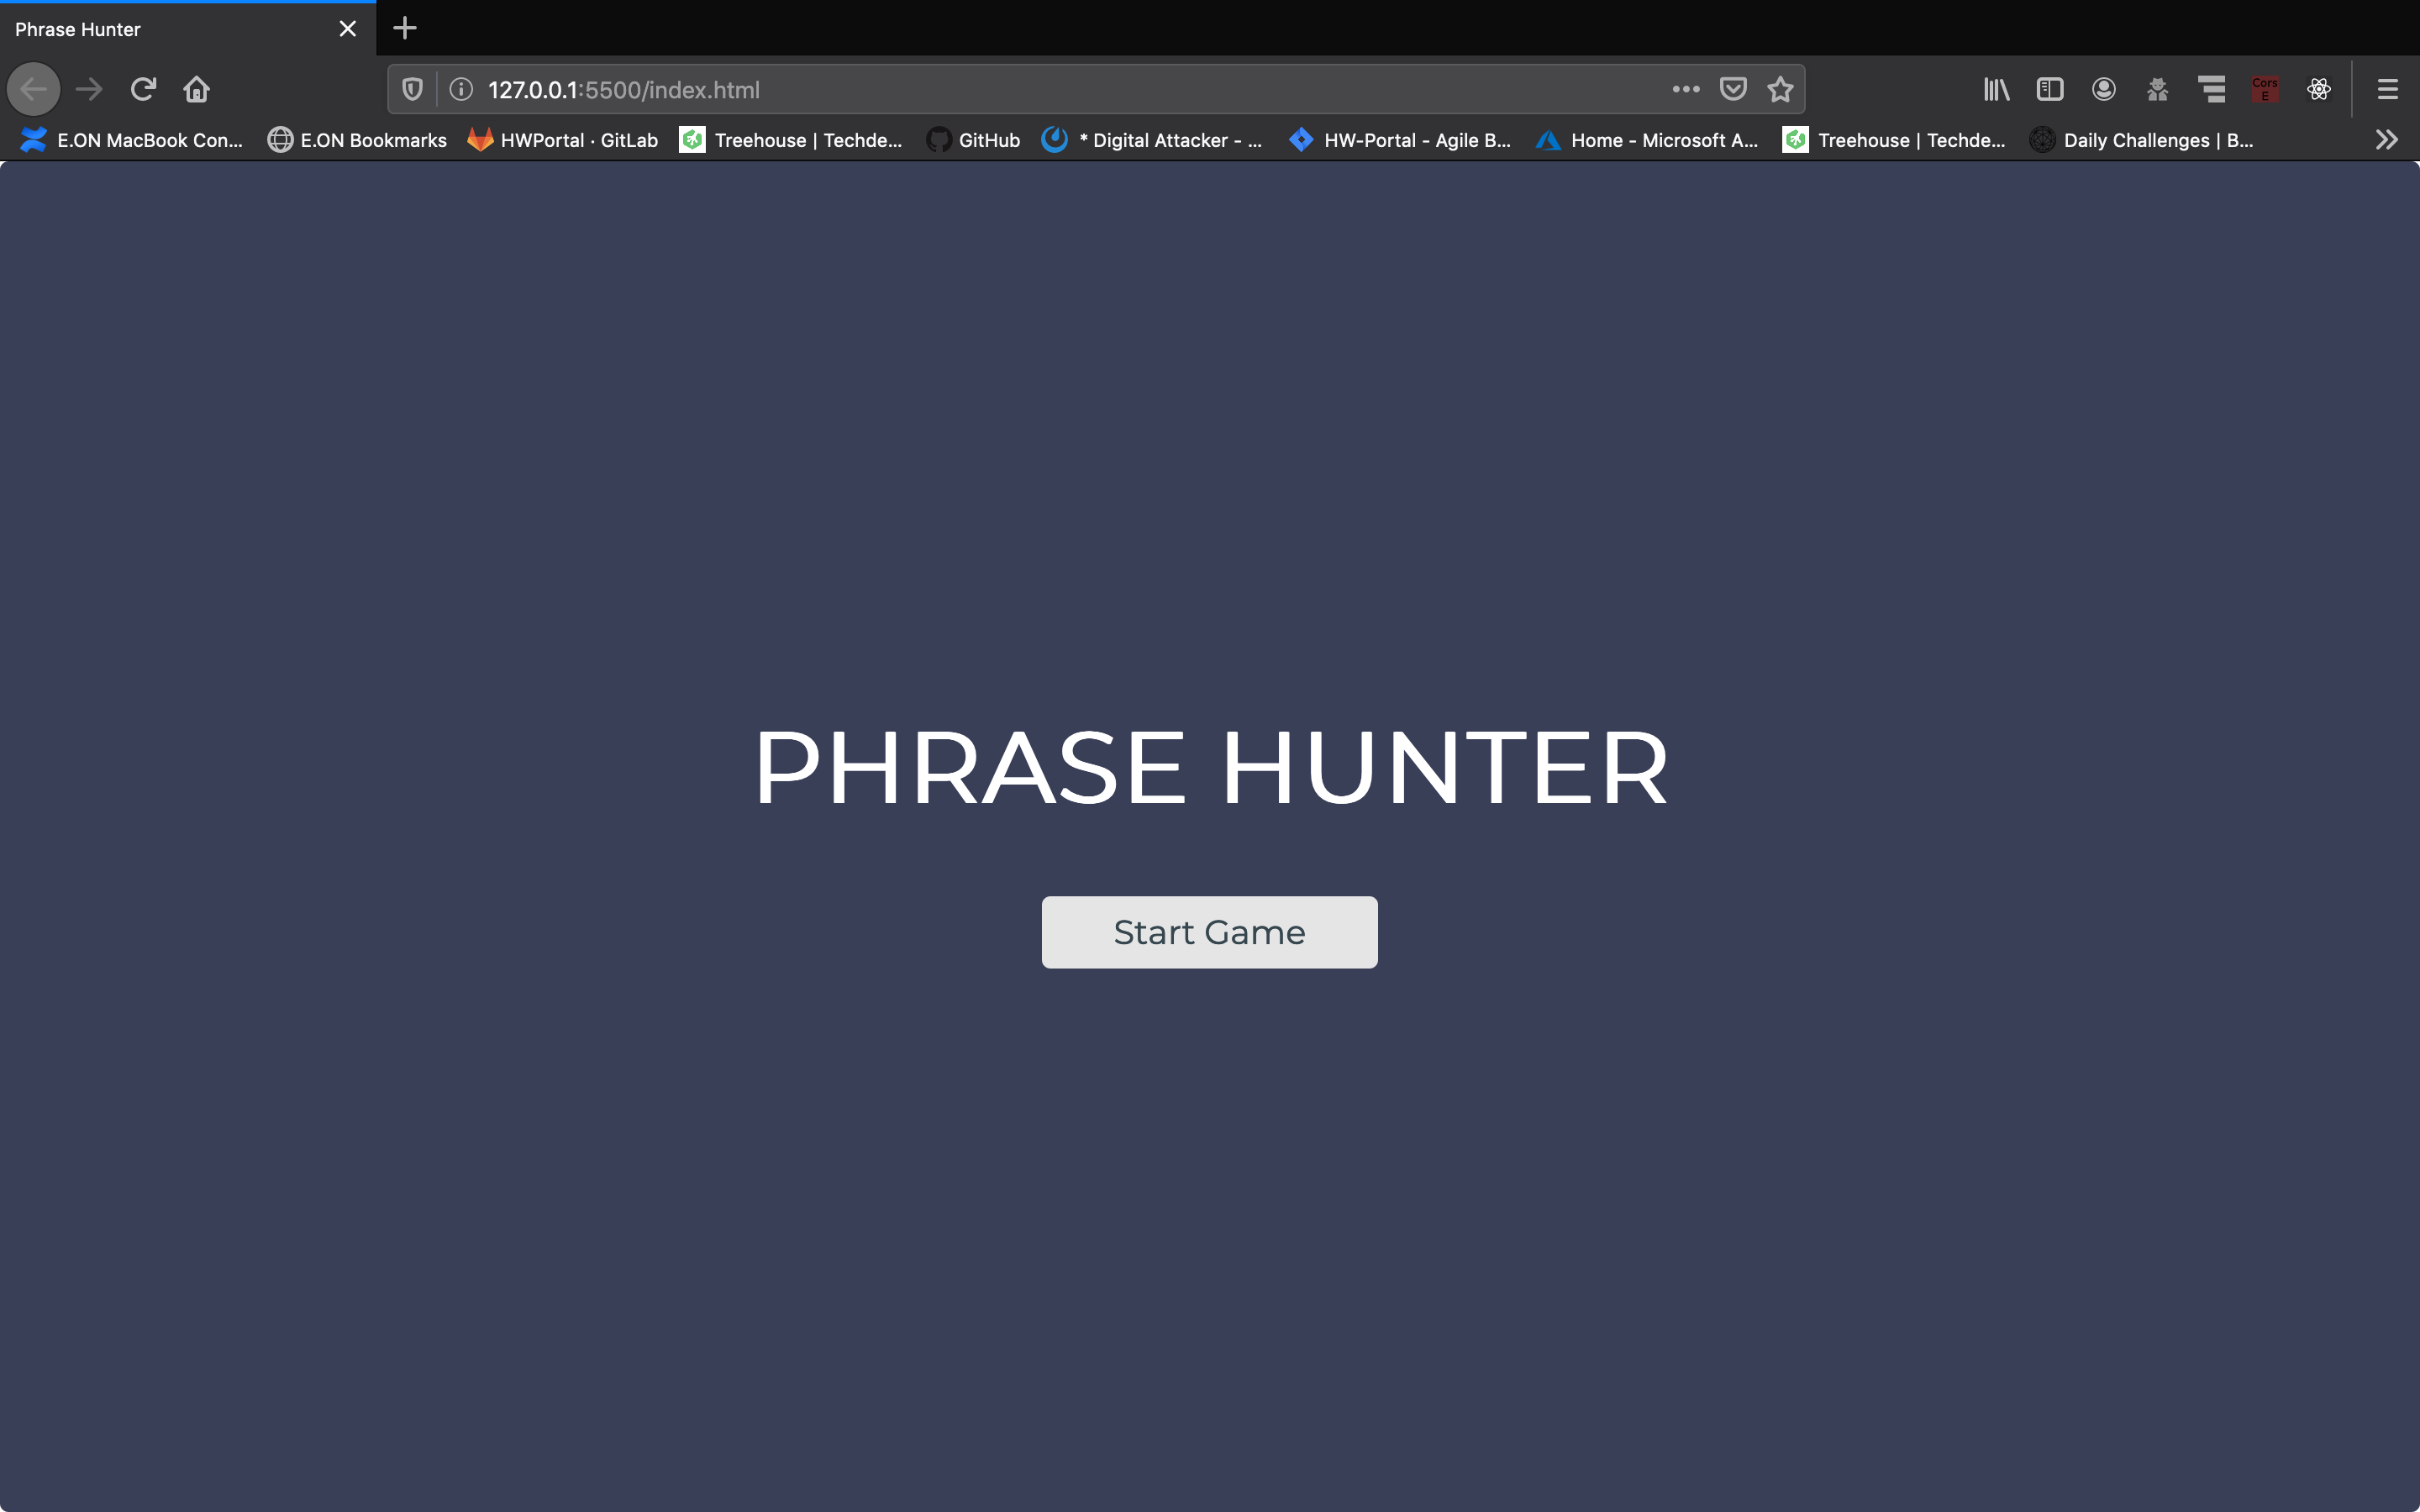 Phrase Hunter
127.0.0.1:5500/index.html
Cors E
E.ON MacBook Con... E.ON Bookmarks HWPortal · GitLab Treehouse | Techde... GitHub * Digital Attacker - ... HW-Portal - Agile B... Home - Microsoft A... Treehouse | Techde... Daily Challenges | B...
PHRASE HUNTER
Start Game